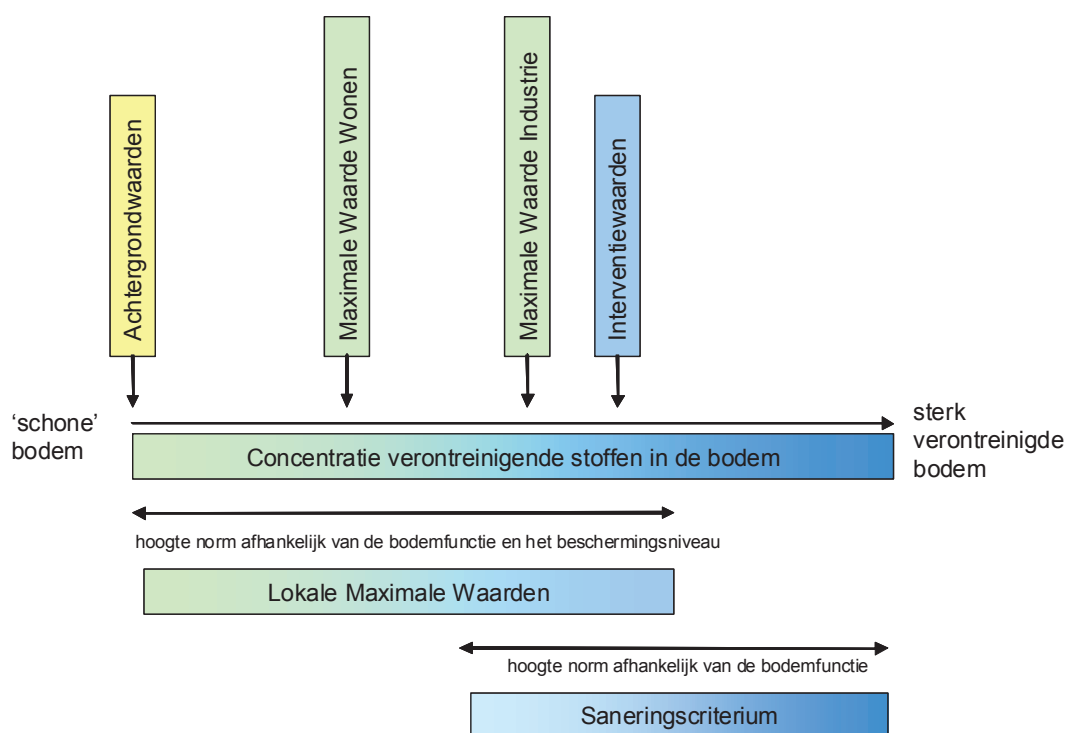 Achtergrondwaarden
Maximale Waarde Wonen
Maximale Waarde Industrie
Interventiewaarden
‘schone’
bodem
sterk
verontreinigde
bodem
Concentratie verontreinigende stoffen in de bodem
hoogte norm afhankelijk van de bodemfunctie en het beschermingsniveau
Lokale Maximale Waarden
hoogte norm afhankelijk van de bodemfunctie
Saneringscriterium